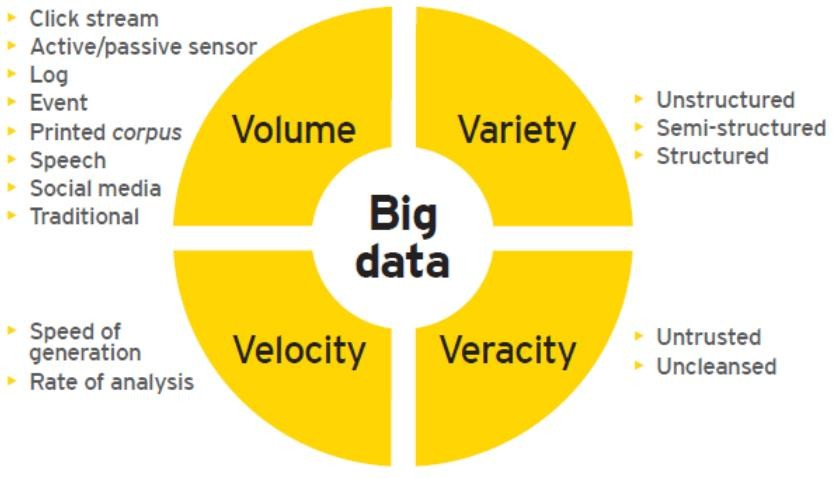 Click stream
Active/passive sensor
Log
Event
Printed corpus
Speech
Social media
Traditional
Volume
Variety
Unstructured
Semi-structured
Structured
Big
data
Speed of
generation
Rate of analysis
Velocity
Veracity
Untrusted
Uncleansed